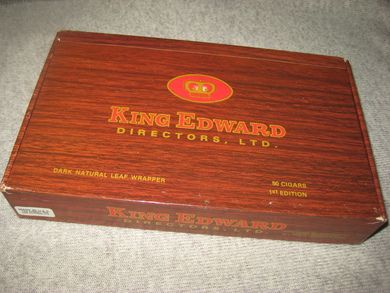 KING EDWARD
DIRECTORS, LTD.
DARK NATURAL LEAF WRAPPER
50 CIGARS
1ST EDITION
KING EDWARD
DIRECTORS, LTD.